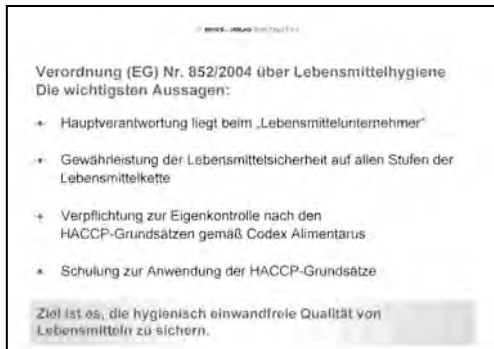 Verordnung (EG) Nr. 852/2004 über Lebensmittelhygiene
Die wichtigsten Aussagen:
Hauptverantwortung liegt beim „Lebensmittelunternehmer“
Gewährleistung der Lebensmittelsicherheit auf allen Stufen der
Lebensmittelkette
Verpflichtung zur Eigenkontrolle nach den
HACCP-Grundsätzen gemäß Codex Alimentarus
Schulung zur Anwendung der HACCP-Grundsätze
Ziel ist es, die hygienisch einwandfreie Qualität von
Lebensmitteln zu sichern.